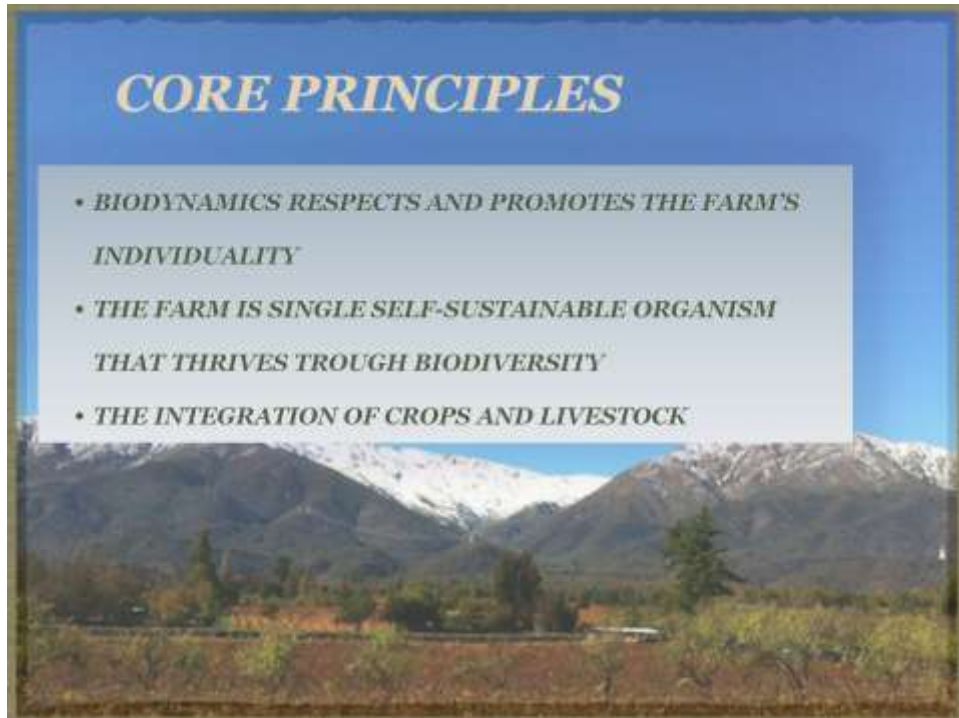 CORE PRINCIPLES
• BIODYNAMICS RESPECTS AND PROMOTES THE FARM'S
INDIVIDUALITY
• THE FARM IS SINGLE SELF-SUSTAINABLE ORGANISM
THAT THRIVES TROUGH BIODIVERSITY
• THE INTEGRATION OF CROPS AND LIVESTOCK